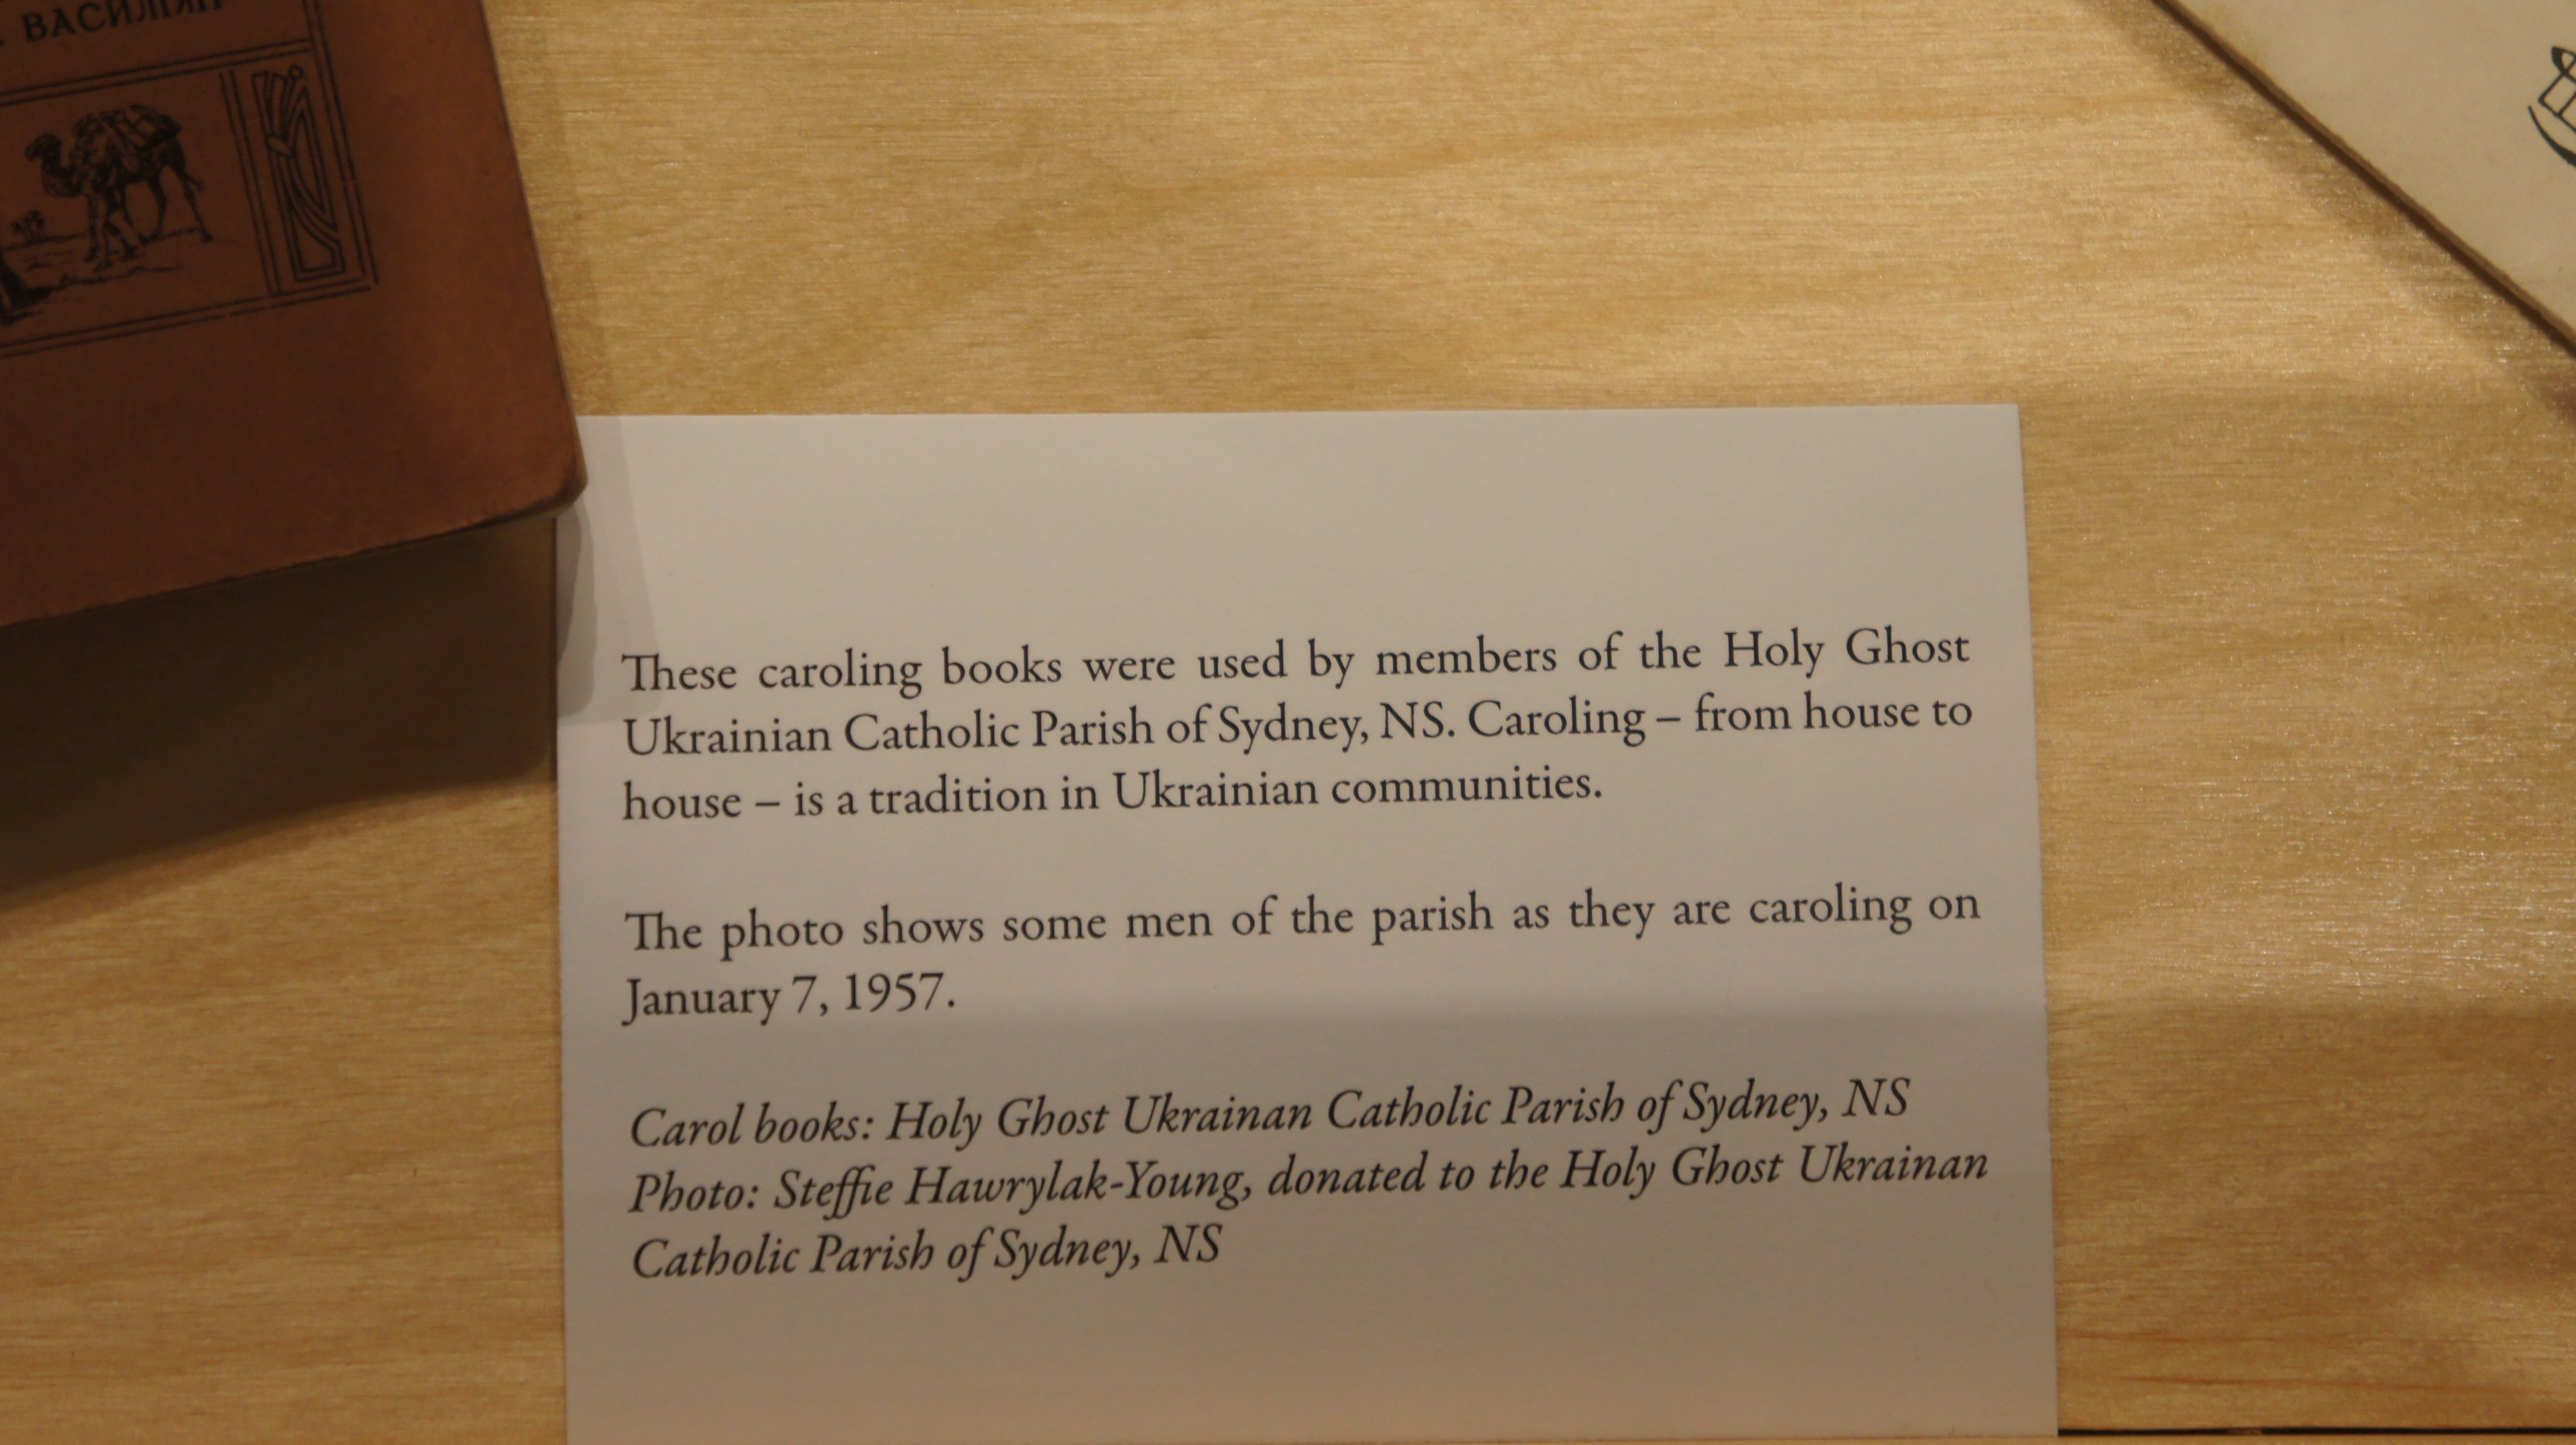 These caroling books were used by members of the Holy Ghost
Ukrainian Catholic Parish of Sydney, NS. Caroling – from house to
house – is a tradition in Ukrainian communities.
The photo shows some men of the parish as they are caroling on
January 7, 1957.
Carol books: Holy Ghost Ukrainan Catholic Parish of Sydney, NS
Photo: Steffie Hawrylak-Young, donated to the Holy Ghost Ukrainan
Catholic Parish of Sydney, NS